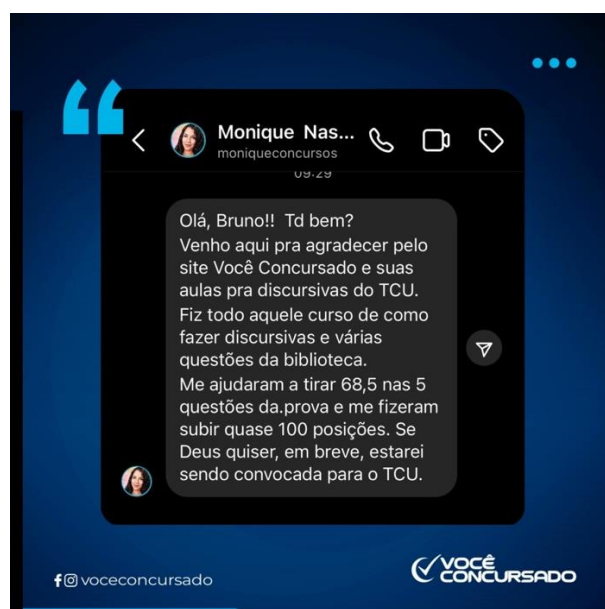 Monique Nas...
moniqueconcursos
09:29
Olá, Bruno!! Td bem?
Venho aqui pra agradecer pelo
site Você Concursado e suas
aulas pra discursivas do TCU.
Fiz todo aquele curso de como
fazer discursivas e várias
questões da biblioteca.
Me ajudaram a tirar 68,5 nas 5
questões da.prova e me fizeram
subir quase 100 posições. Se
Deus quiser, em breve, estarei
sendo convocada para o TCU.
voceconcursado
VOCÊ
CONCURSADO